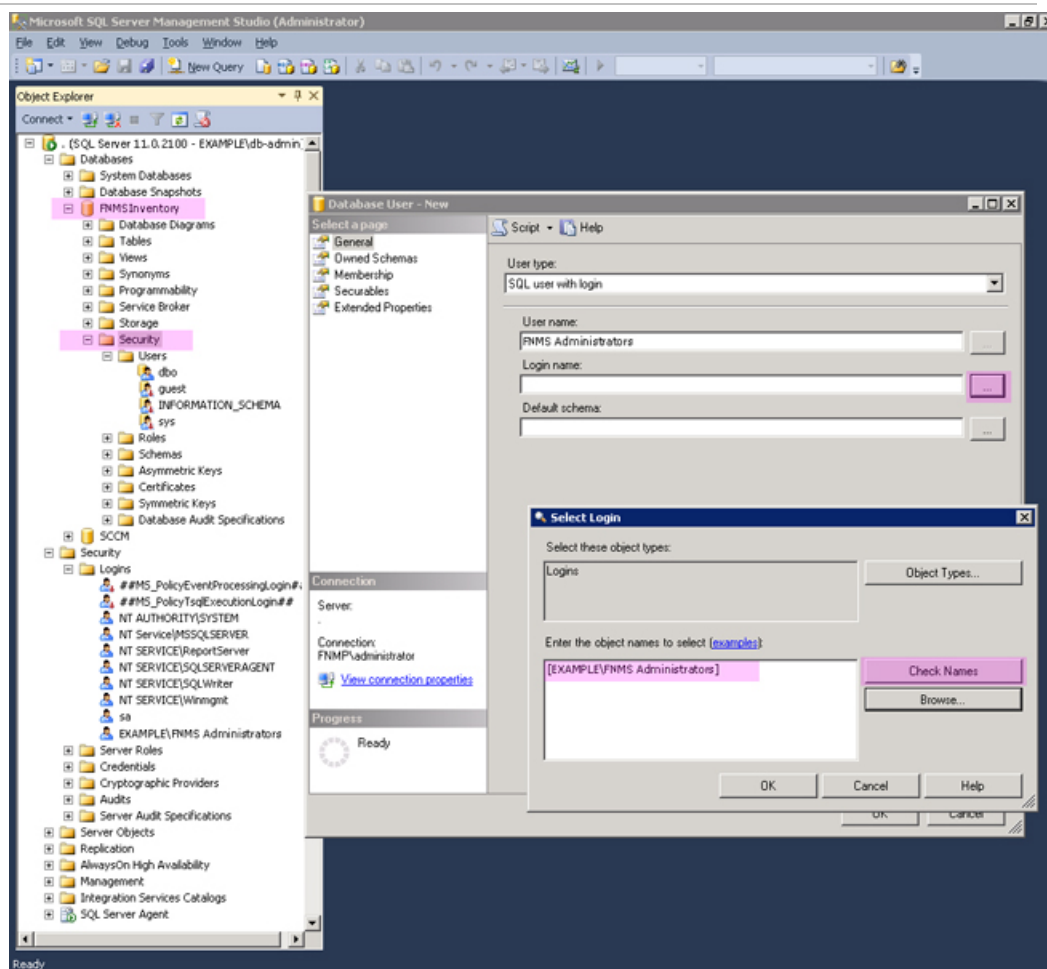 Microsoft SQL Server Management Studio (Administrator)
File Edit View Debug Tools Window Help
New Query
Object Explorer
Connect
. (SQL Server 11.0.2100 - EXAMPLE\db-admin
Databases
System Databases
Database Snapshots
FNMSInventory
Database Diagrams
Tables
Views
Synonyms
Programmability
Service Broker
Storage
Security
Users
dbo
guest
INFORMATION_SCHEMA
sys
Roles
Schemas
Asymmetric Keys
Certificates
Symmetric Keys
Database Audit Specifications
SCCM
Security
Logins
##MS_PolicyEventProcessingLogin#
##MS_PolicyTsqlExecutionLogin##
NT AUTHORITY\SYSTEM
NT Service\MSSQLSERVER
NT SERVICE\ReportServer
NT SERVICE\SQLSERVERAGENT
NT SERVICE\SQLWriter
NT SERVICE\Winmgmt
sa
EXAMPLE\FNMS Administrators
Server Roles
Credentials
Cryptographic Providers
Audits
Server Audit Specifications
Server Objects
Replication
AlwaysOn High Availability
Management
Integration Services Catalogs
SQL Server Agent
Ready
Database User - New
Select a page
General
Owned Schemas
Membership
Securables
Extended Properties
Script Help
User type:
SQL user with login
User name:
FNMS Administrators
...
Login name:
...
Default schema:
...
Connection
Server:
.
Connection:
FNMP\administrator
View connection properties
Progress
Ready
OK Cancel
Select Login
Select these object types:
Logins
Object Types...
Enter the object names to select (examples):
[EXAMPLE\FNMS Administrators]
Check Names
Browse...
OK Cancel Help